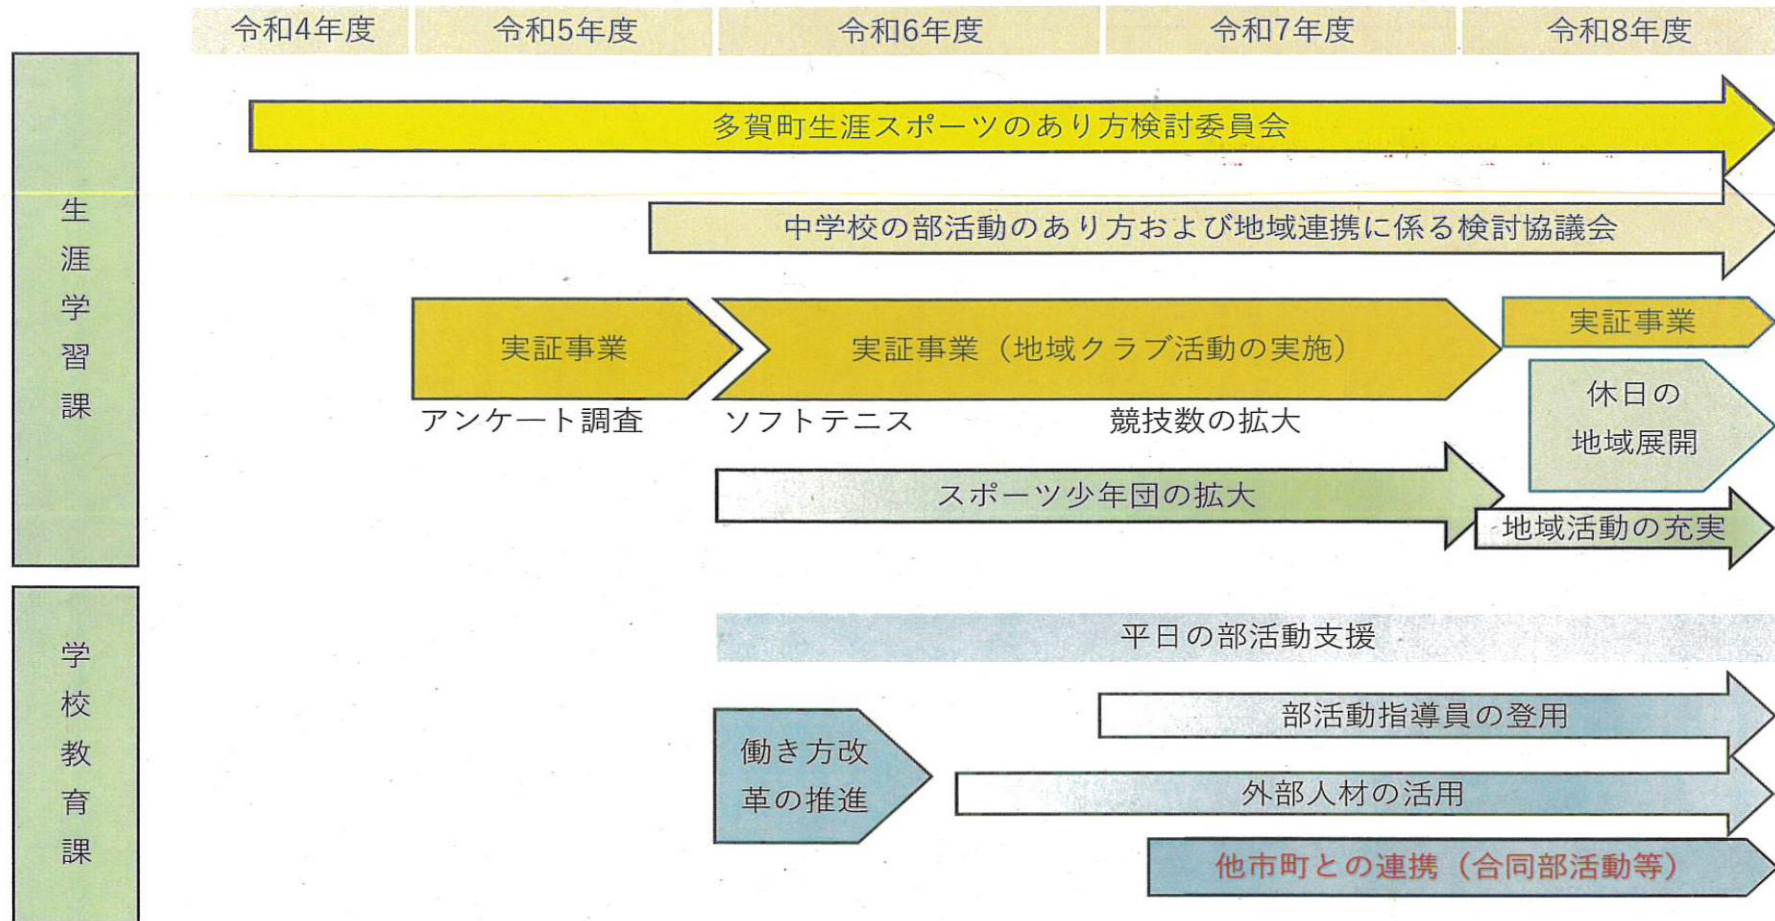 令和4年度
令和5年度
令和6年度
令和7年度
令和8年度
生涯学習課
多賀町生涯スポーツのあり方検討委員会
中学校の部活動のあり方および地域連携に係る検討協議会
実証事業
実証事業（地域クラブ活動の実施）
実証事業
アンケート調査
ソフトテニス
競技数の拡大
休日の
地域展開
スポーツ少年団の拡大
地域活動の充実
学校教育課
平日の部活動支援
働き方改
革の推進
部活動指導員の登用
外部人材の活用
他市町との連携（合同部活動等）